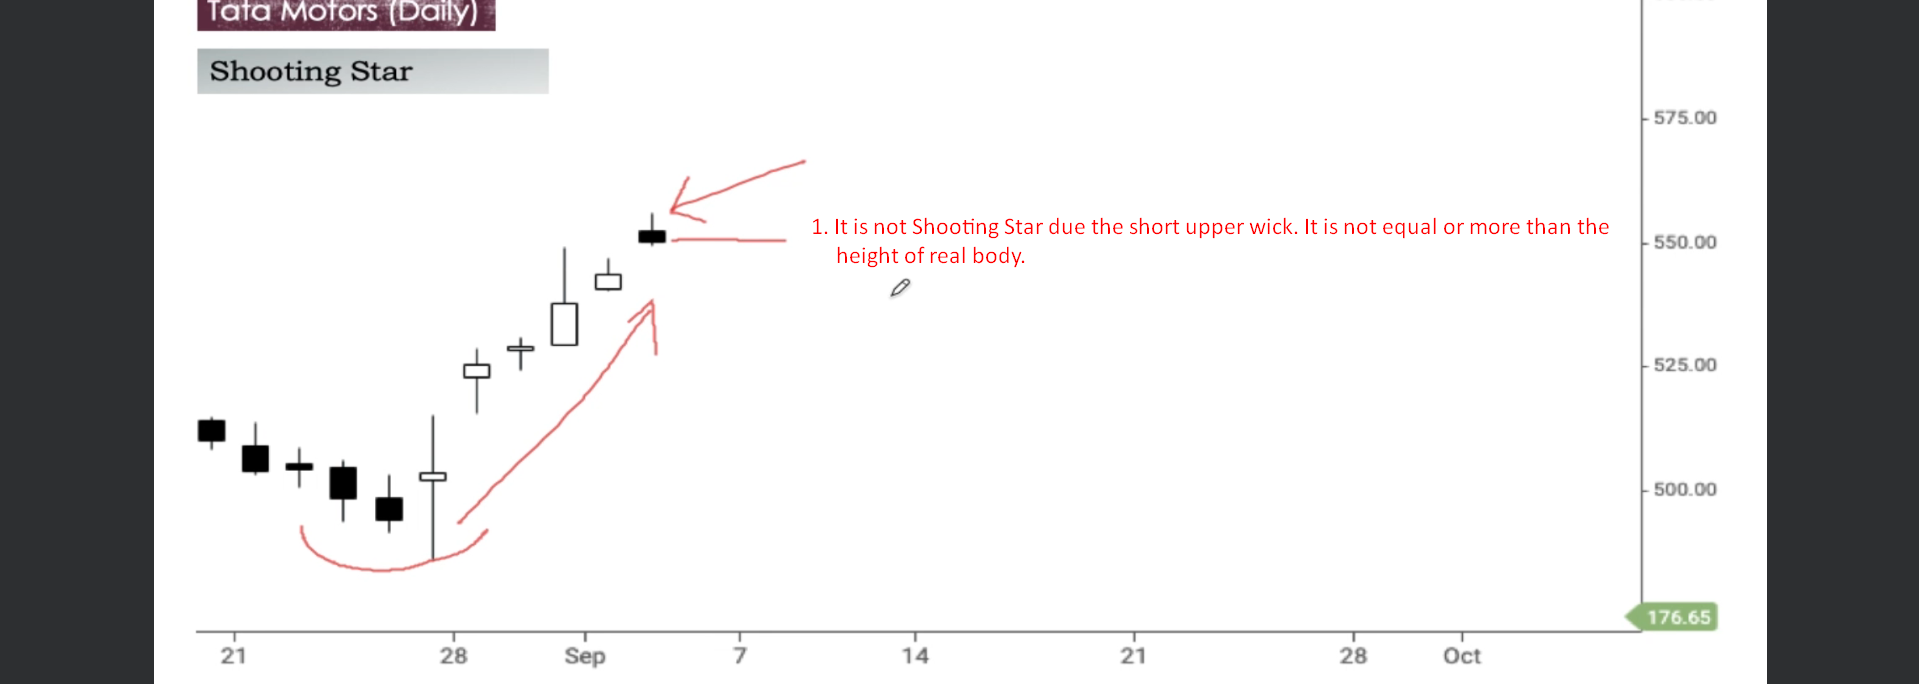 Tata Motors (Daily)
Shooting Star
575.00
1. It is not Shooting Star due the short upper wick. It is not equal or more than the
height of real body.
550.00
525.00
500.00
176.65
21 28 Sep 7 14 21 28 Oct